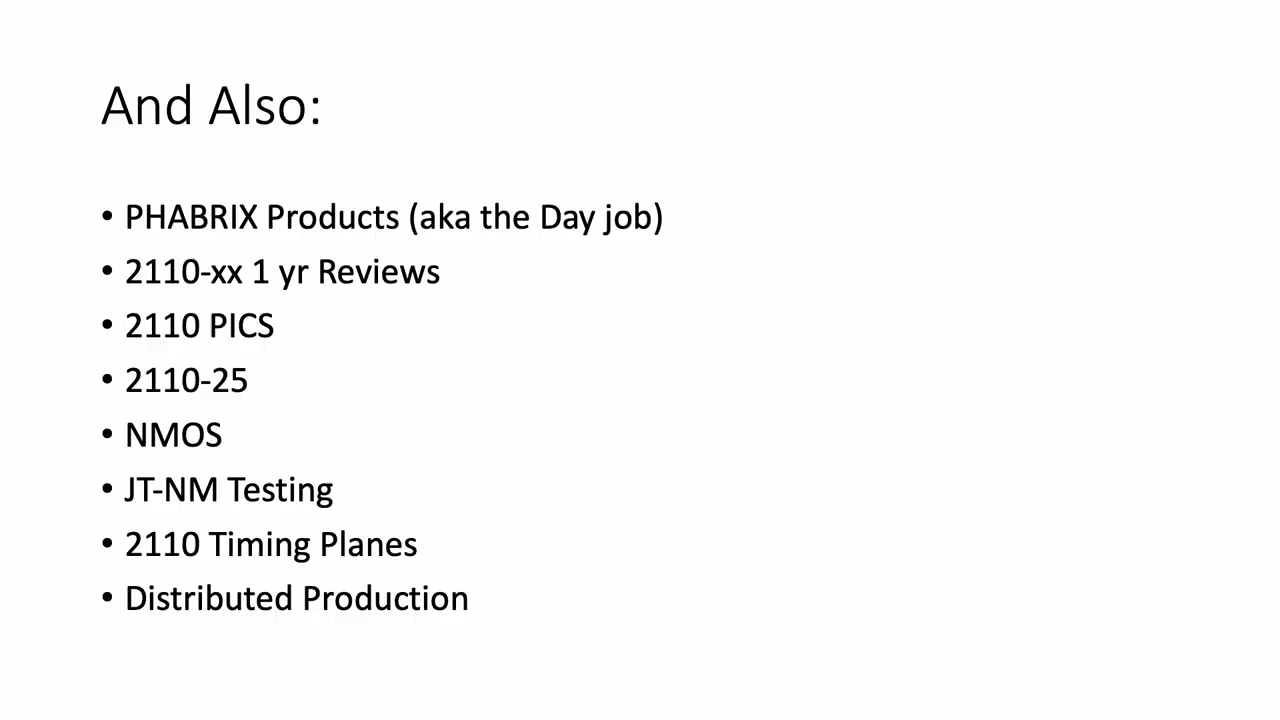 And Also:
• PHABRIX Products (aka the Day job)
• 2110-xx 1 yr Reviews
• 2110 PICS
• 2110-25
• NMOS
• JT-NM Testing
• 2110 Timing Planes
• Distributed Production